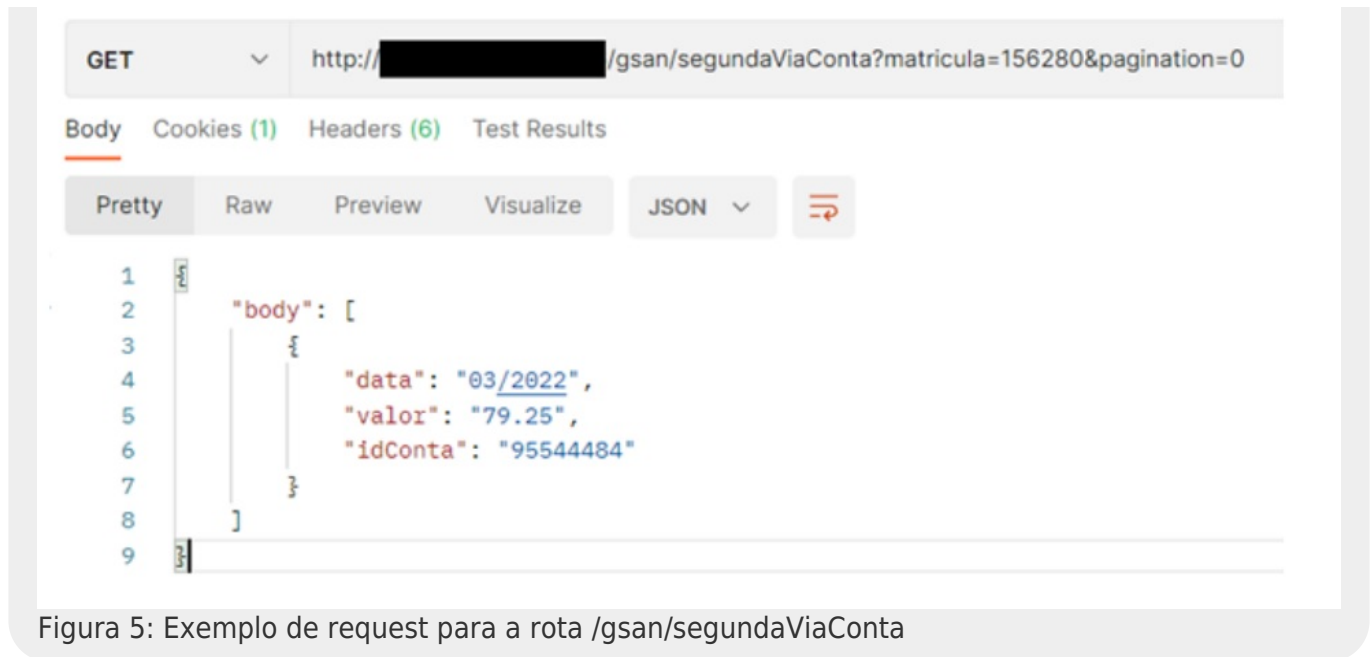 GET http:// /gsan/segundaViaConta?matricula=156280&pagination=0
Body Cookies (1) Headers (6) Test Results
Pretty Raw Preview Visualize JSON
1 {
2 "body": [
3 {
4 "data": "03/2022",
5 "valor": "79.25",
6 "idConta": "95544484"
7 }
8 ]
9 }
Figura 5: Exemplo de request para a rota /gsan/segundaViaConta